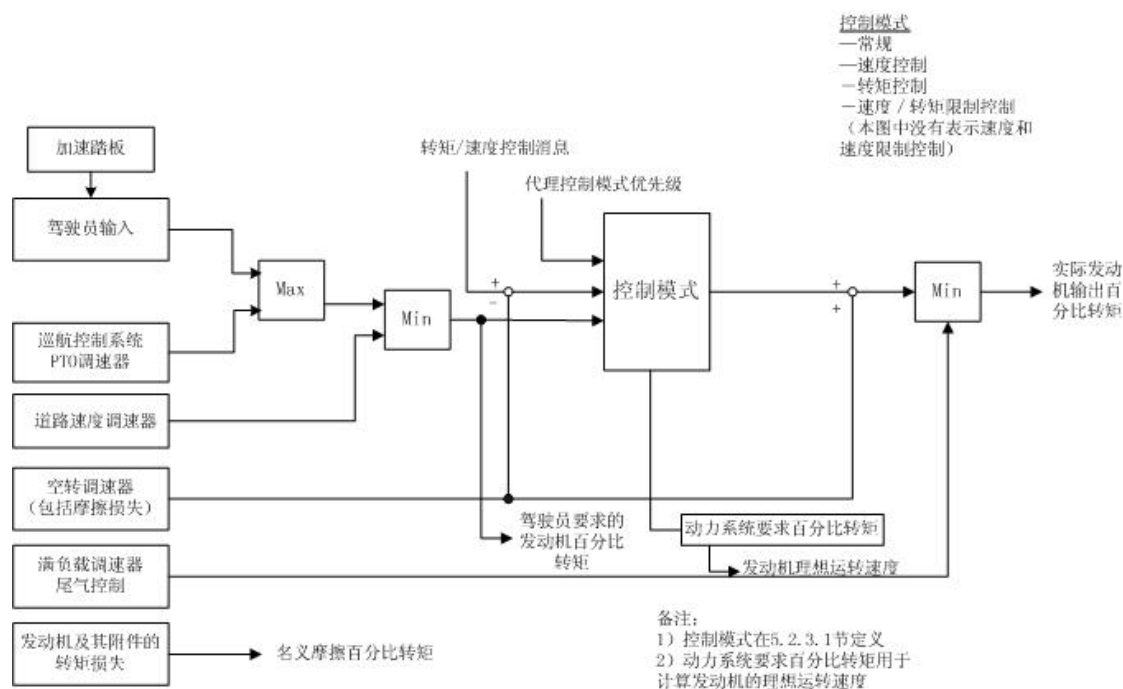 控制模式
—常规
—速度控制
－转矩控制
－速度／转矩限制控制
（本图中没有表示速度和
速度限制控制）
加速踏板
驾驶员输入
巡航控制系统
PTO调速器
道路速度调速器
空转调速器
（包括摩擦损失）
满负载调速器
尾气控制
发动机及其附件的
转矩损失
Max
Min
转矩/速度控制消息
代理控制模式优先级
+
-
控制模式
+
+
Min
实际发动
机输出百
分比转矩
驾驶员要求的
发动机百分比
转矩
动力系统要求百分比转矩
发动机理想运转速度
名义摩擦百分比转矩
备注：
1）控制模式在5.2.3.1节定义
2）动力系统要求百分比转矩用于
计算发动机的理想运转速度